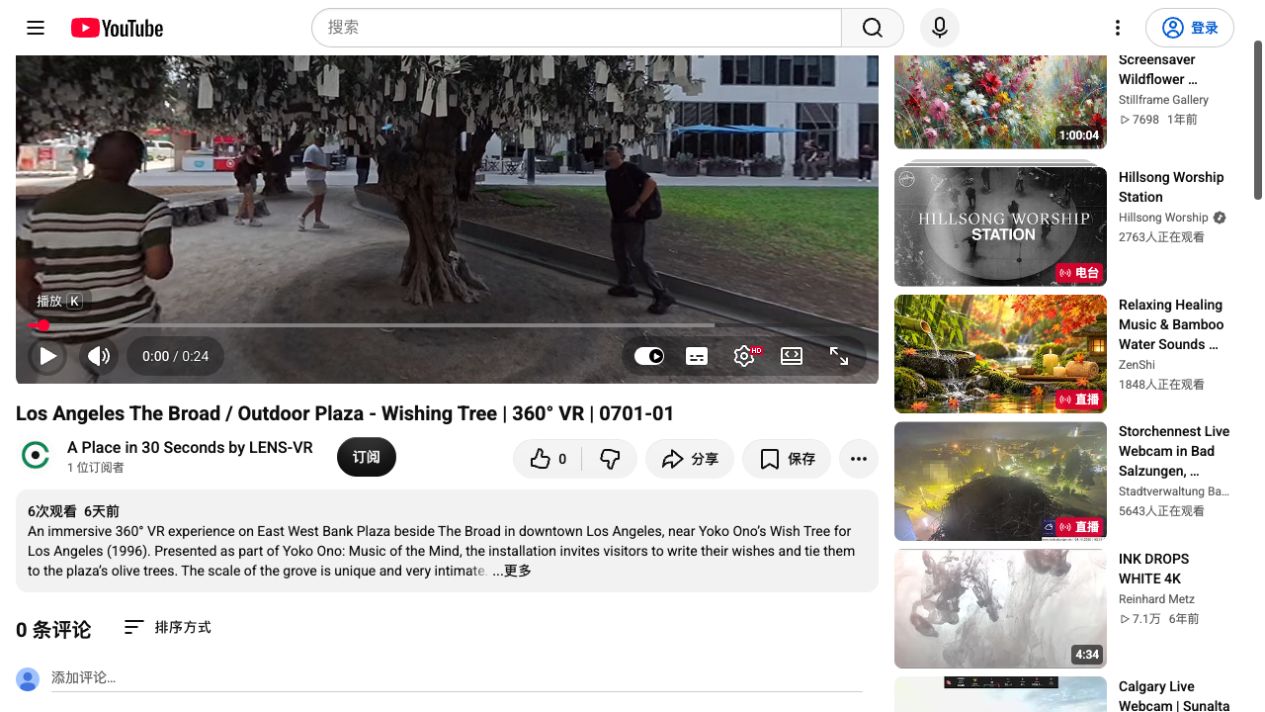 YouTube
搜索
登录
播放 K
0:00 / 0:24
HD
Los Angeles The Broad / Outdoor Plaza - Wishing Tree | 360° VR | 0701-01
A Place in 30 Seconds by LENS-VR
1 位订阅者
订阅
0
分享
保存
6次观看 6天前
An immersive 360° VR experience on East West Bank Plaza beside The Broad in downtown Los Angeles, near Yoko Ono’s Wish Tree for
Los Angeles (1996). Presented as part of Yoko Ono: Music of the Mind, the installation invites visitors to write their wishes and tie them
to the plaza’s olive trees. The scale of the grove is unique and very intimate. ...更多
0 条评论
排序方式
添加评论...
Screensaver
Wildflower ...
Stillframe Gallery
7698 1年前
1:00:04
Hillsong Worship
Station
Hillsong Worship
2763人正在观看
HILLSONG WORSHIP
STATION
电台
Relaxing Healing
Music & Bamboo
Water Sounds ...
ZenShi
1848人正在观看
直播
Storchennest Live
Webcam in Bad
Salzungen, ...
Stadtverwaltung Ba...
5643人正在观看
直播
INK DROPS
WHITE 4K
Reinhard Metz
7.1万 6年前
4:34
Calgary Live
Webcam | Sunalta